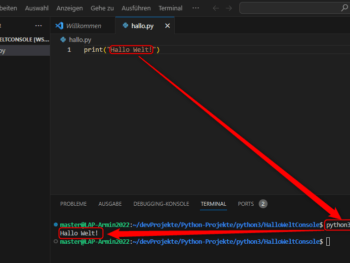 beiten Auswahl Anzeigen Gehe zu Ausführen Terminal ...
ELTCONSOLE [WS... Willkommen hallo.py
py hallo.py
1 print("Hallo Welt!")
PROBLEME AUSGABE DEBUGGING-KONSOLE TERMINAL PORTS 2
master@LAP-Armin2022:~/devProjekte/Python-Projekte/python3/HalloWeltConsole$ python3
Hallo Welt!
master@LAP-Armin2022:~/devProjekte/Python-Projekte/python3/HalloWeltConsole$